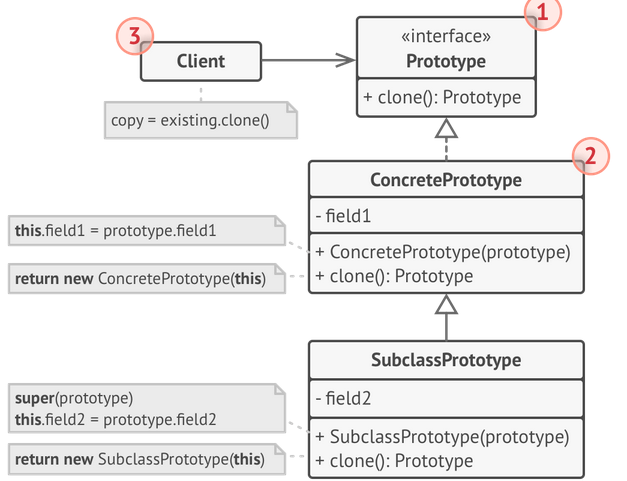 1
«interface»
Prototype
+ clone(): Prototype
3
Client
copy = existing.clone()
2
ConcretePrototype
- field1
+ ConcretePrototype(prototype)
+ clone(): Prototype
this.field1 = prototype.field1
return new ConcretePrototype(this)
SubclassPrototype
- field2
+ SubclassPrototype(prototype)
+ clone(): Prototype
super(prototype)
this.field2 = prototype.field2
return new SubclassPrototype(this)